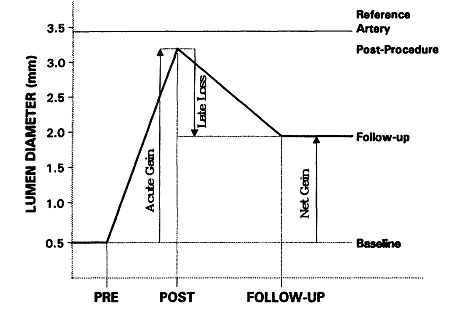 Reference
Artery
Post-Procedure
Follow-up
Baseline
LUMEN DIAMETER (mm)
3.5
3.0
2.5
2.0
1.5
1.0
0.5
Acute Gain
Late Loss
Net Gain
PRE
POST
FOLLOW-UP